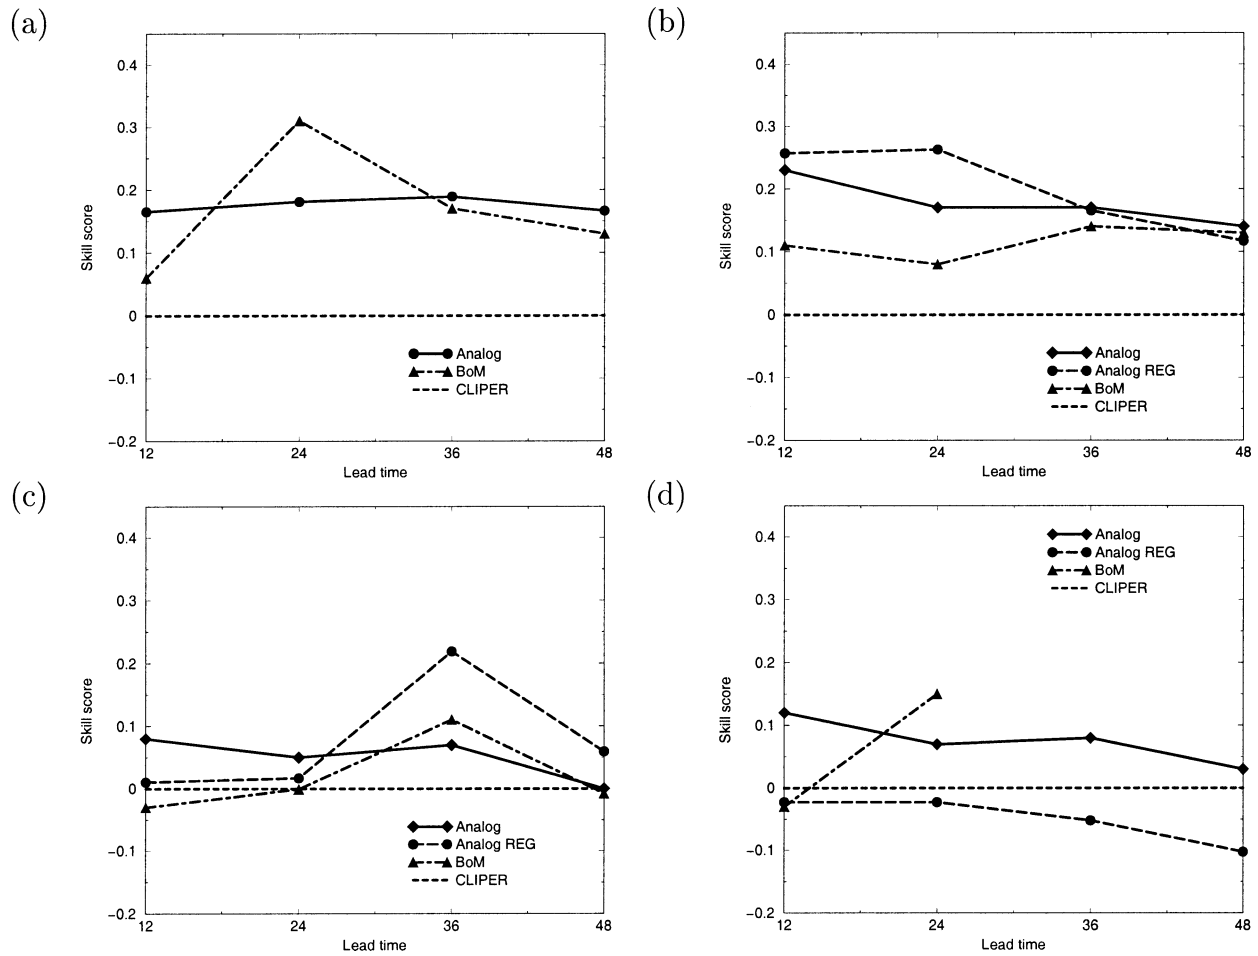 (a)
0.4
0.3
0.2
0.1
0
−0.1
−0.2
Skill score
12 24 36 48
Lead time
Analog
BoM
CLIPER
(b)
0.4
0.3
0.2
0.1
0
−0.1
−0.2
Skill score
12 24 36 48
Lead time
Analog
Analog REG
BoM
CLIPER
(c)
0.4
0.3
0.2
0.1
0
−0.1
−0.2
Skill score
12 24 36 48
Lead time
Analog
Analog REG
BoM
CLIPER
(d)
0.4
0.3
0.2
0.1
0
−0.1
−0.2
Skill score
12 24 36 48
Lead time
Analog
Analog REG
BoM
CLIPER